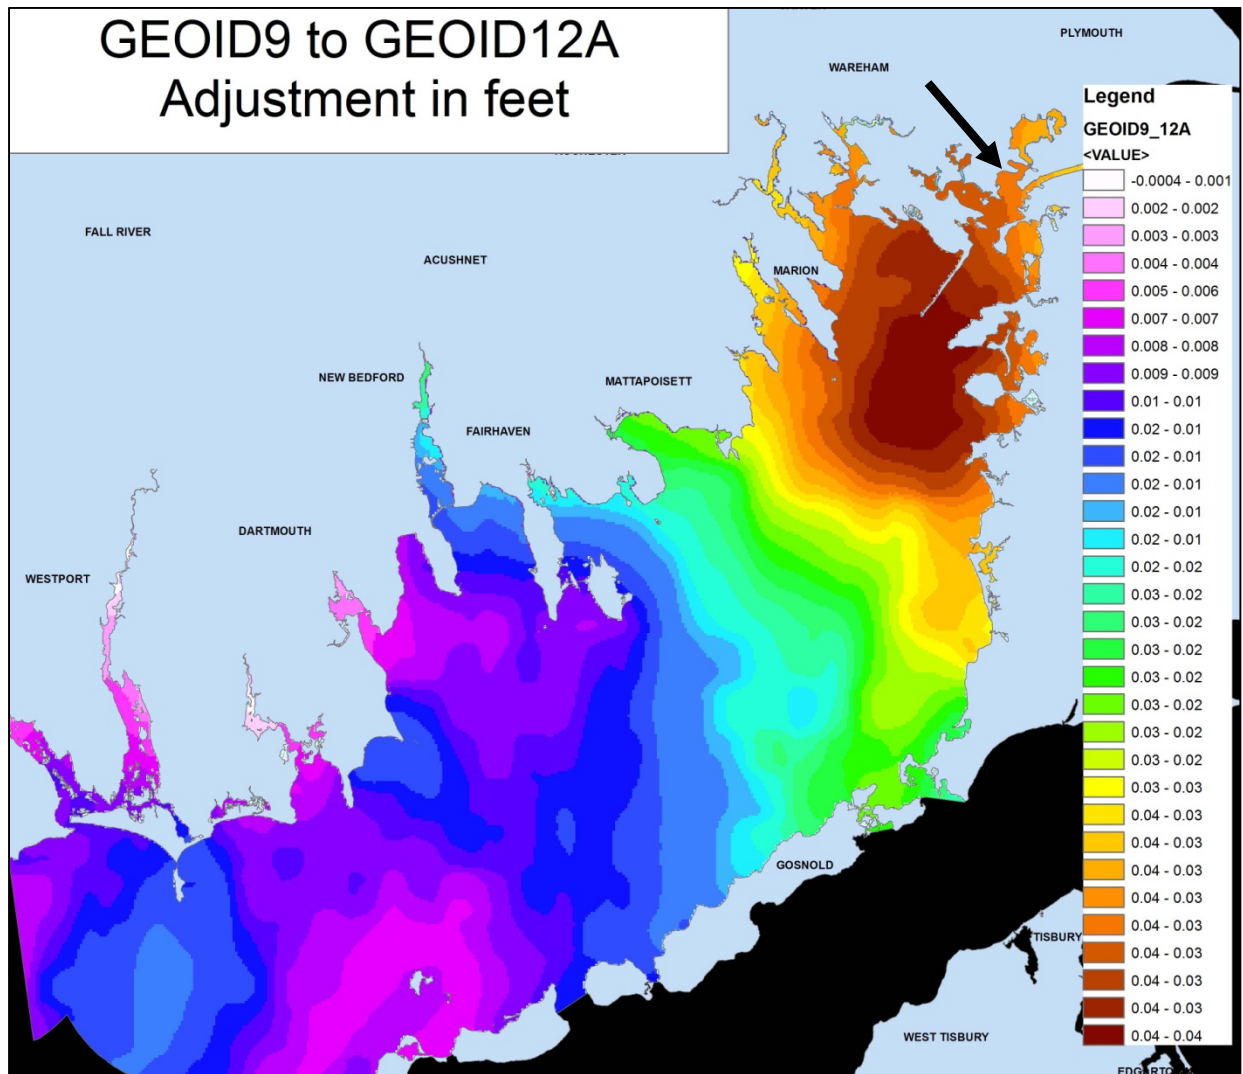 GEOID9 to GEOID12A
Adjustment in feet
PLYMOUTH
WAREHAM
FALL RIVER
ACUSHNET
MARION
NEW BEDFORD
MATTAPOISETT
FAIRHAVEN
DARTMOUTH
WESTPORT
GOSNOLD
TISBURY
WEST TISBURY
Legend
GEOID9_12A
<VALUE>
-0.0004 - 0.001
0.002 - 0.002
0.003 - 0.003
0.004 - 0.004
0.005 - 0.006
0.007 - 0.007
0.008 - 0.008
0.009 - 0.009
0.01 - 0.01
0.02 - 0.01
0.02 - 0.01
0.02 - 0.01
0.02 - 0.01
0.02 - 0.01
0.02 - 0.02
0.03 - 0.02
0.03 - 0.02
0.03 - 0.02
0.03 - 0.02
0.03 - 0.02
0.03 - 0.02
0.03 - 0.02
0.03 - 0.03
0.04 - 0.03
0.04 - 0.03
0.04 - 0.03
0.04 - 0.03
0.04 - 0.03
0.04 - 0.03
0.04 - 0.03
0.04 - 0.03
0.04 - 0.04